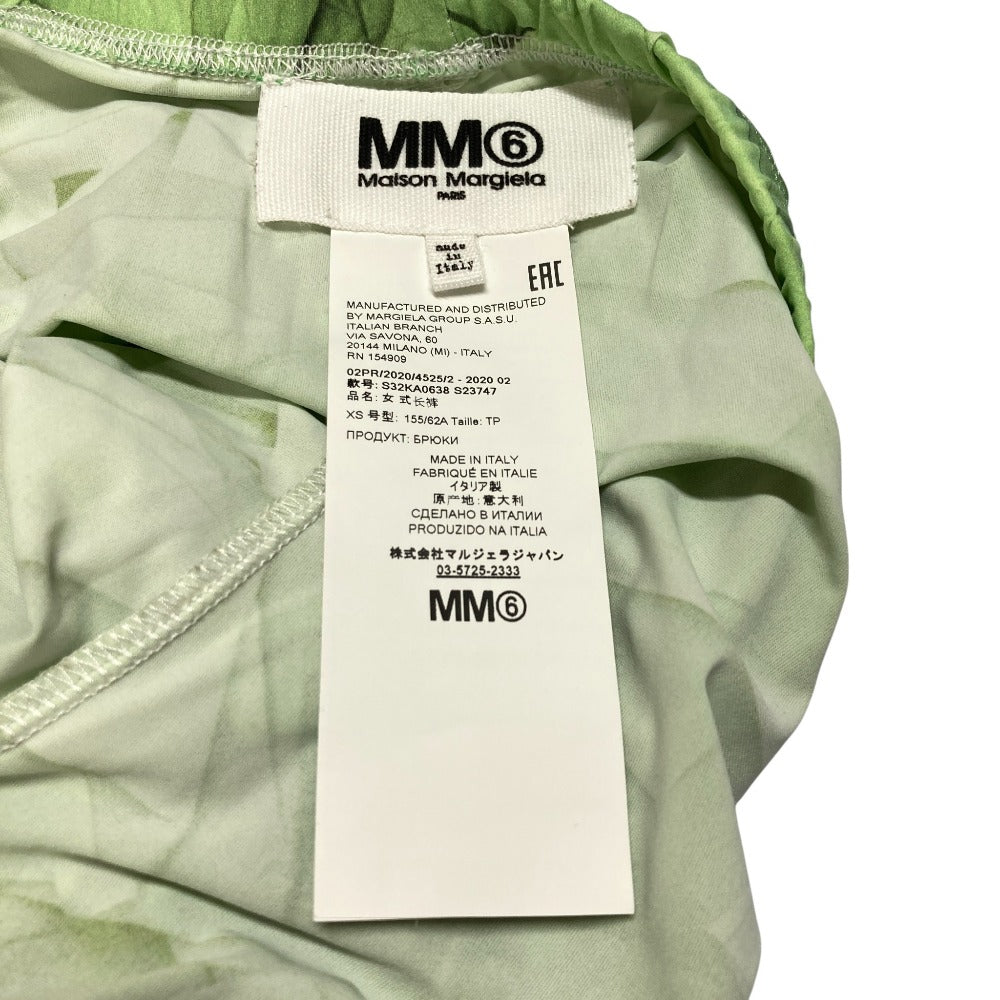 MM⑥
Maison Margiela
PARIS
made
in
Italy
EAC
MANUFACTURED AND DISTRIBUTED
BY MARGIELA GROUP S.A.S.U.
ITALIAN BRANCH
VIA SAVONA, 60
20144 MILANO (MI) - ITALY
RN 154909
02PR/2020/4525/2 - 2020 02
款号: S32KA0638 S23747
品名: 女式长裤
XS 号型: 155/62A Taille: TP
ПРОДУКТ: БРЮКИ
MADE IN ITALY
FABRIQUÉ EN ITALIE
イタリア製
原产地: 意大利
СДЕЛАНО В ИТАЛИИ
PRODUZIDO NA ITALIA
株式会社マルジェラジャパン
03-5725-2333
MM⑥